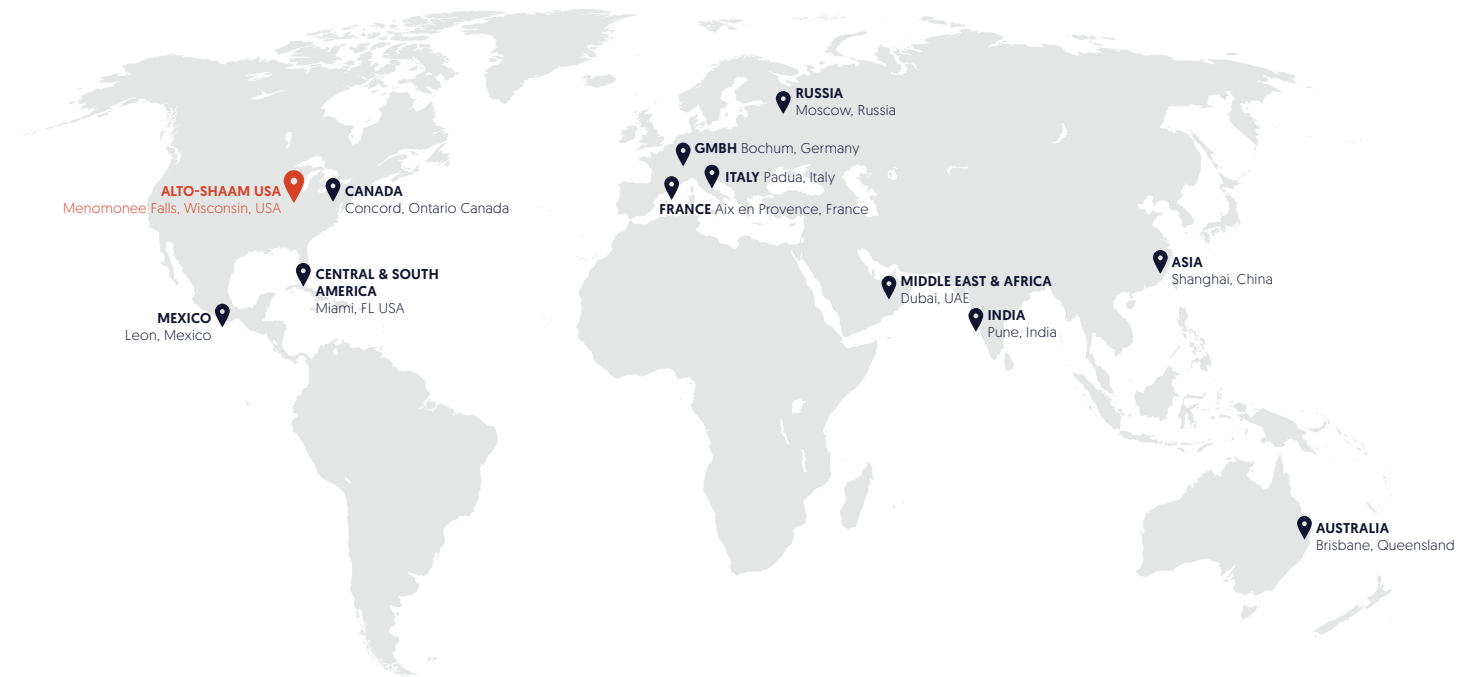 RUSSIA
Moscow, Russia
GMBH Bochum, Germany
ITALY Padua, Italy
FRANCE Aix en Provence, France
ALTO-SHAAM USA
Menomonee Falls, Wisconsin, USA
CANADA
Concord, Ontario Canada
CENTRAL & SOUTH
AMERICA
Miami, FL USA
MEXICO
Leon, Mexico
MIDDLE EAST & AFRICA
Dubai, UAE
INDIA
Pune, India
ASIA
Shanghai, China
AUSTRALIA
Brisbane, Queensland